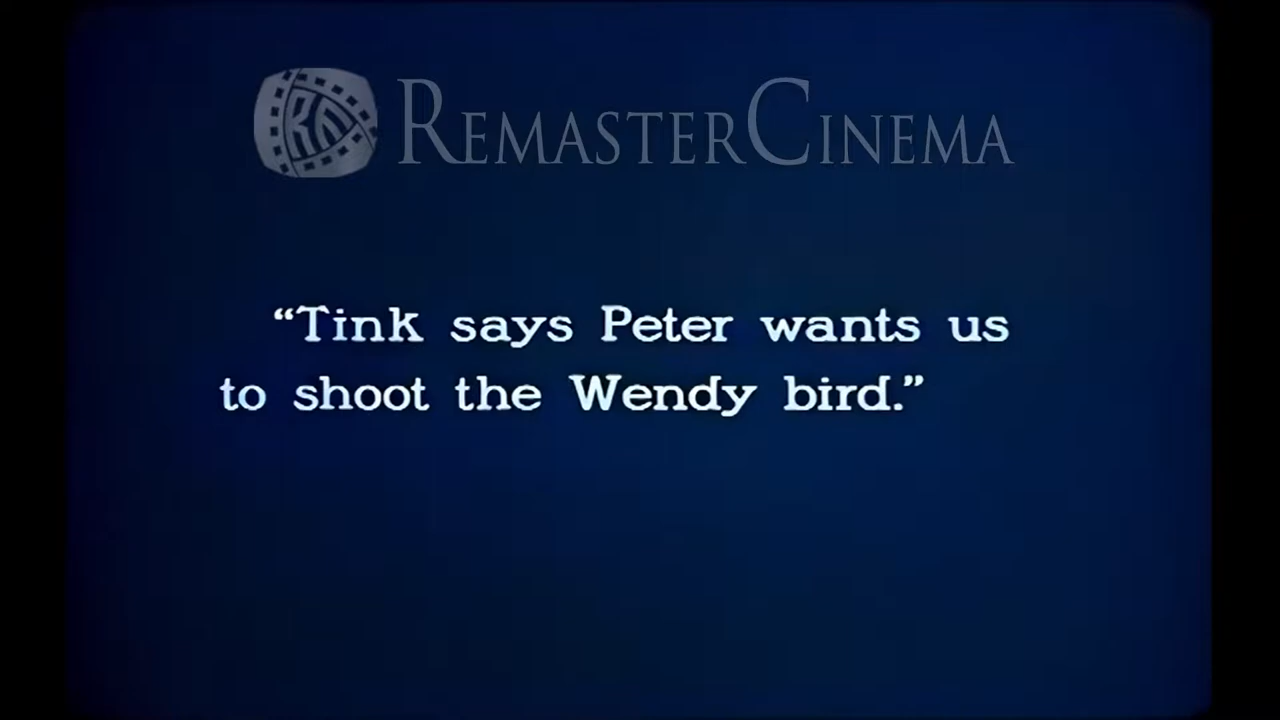 REMASTERCINEMA
“Tink says Peter wants us
to shoot the Wendy bird.”